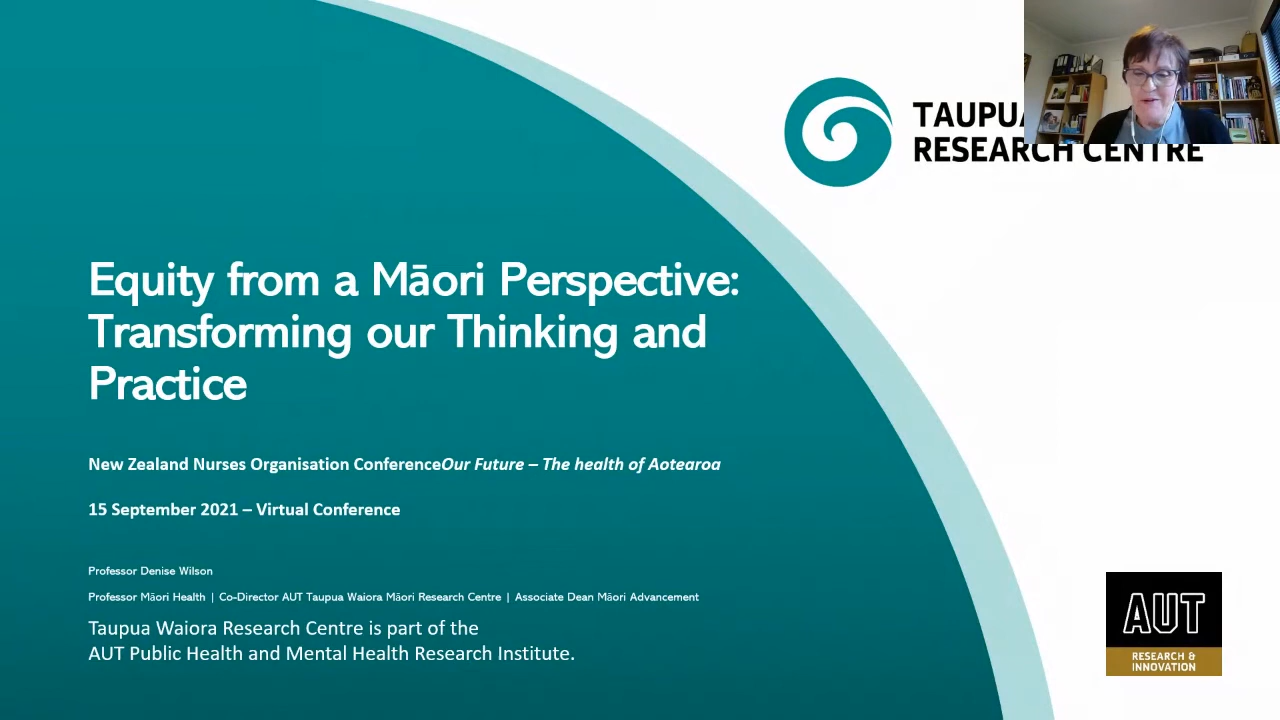 TAUPUA
RESEARCH CENTRE
Equity from a Māori Perspective:
Transforming our Thinking and
Practice
New Zealand Nurses Organisation ConferenceOur Future – The health of Aotearoa
15 September 2021 – Virtual Conference
Professor Denise Wilson
Professor Māori Health | Co-Director AUT Taupua Waiora Māori Research Centre | Associate Dean Māori Advancement
Taupua Waiora Research Centre is part of the
AUT Public Health and Mental Health Research Institute.
AUT
RESEARCH &
INNOVATION